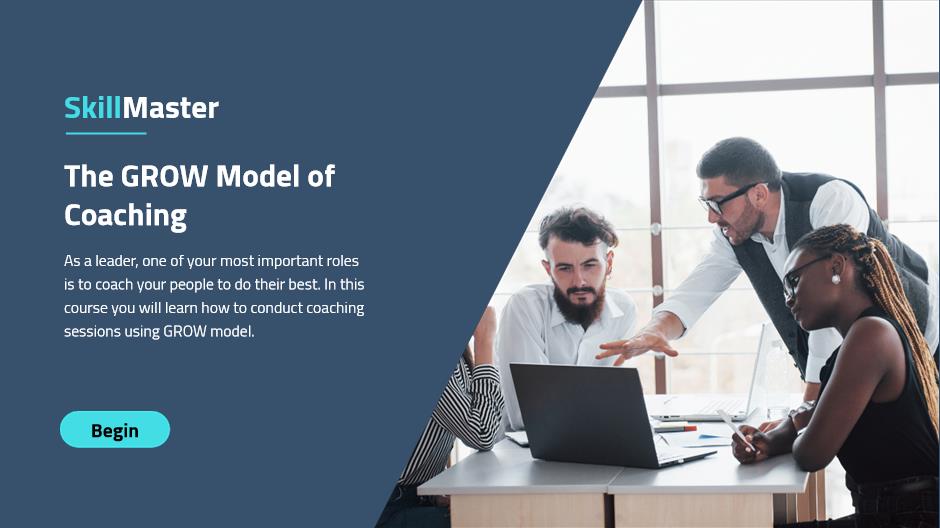 SkillMaster
The GROW Model of
Coaching
As a leader, one of your most important roles
is to coach your people to do their best. In this
course you will learn how to conduct coaching
sessions using GROW model.
Begin